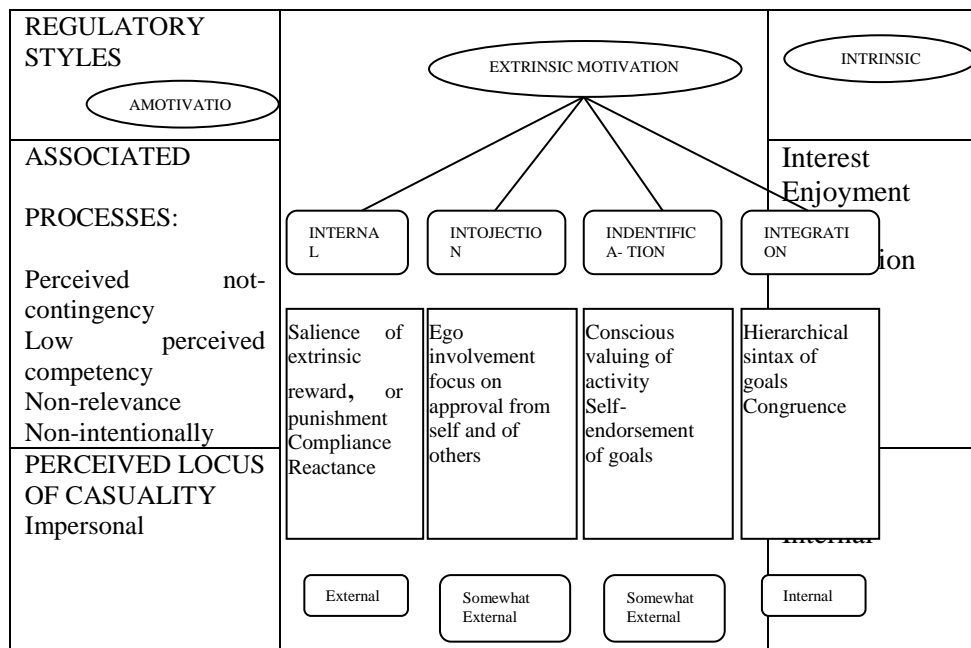 REGULATORY
STYLES
AMOTIVATIO
EXTRINSIC MOTIVATION
INTRINSIC
ASSOCIATED
PROCESSES:
Perceived not-
contingency
Low perceived
competency
Non-relevance
Non-intentionally
INTERNA
L
INTOJECTIO
N
INDENTIFIC
A- TION
INTEGRATI
ON
Interest
Enjoyment
ion
Salience of
extrinsic
reward, or
punishment
Compliance
Reactance
Ego
involvement
focus on
approval from
self and of
others
Conscious
valuing of
activity
Self-
endorsement
of goals
Hierarchical
sintax of
goals
Congruence
PERCEIVED LOCUS
OF CASUALITY
Impersonal
Internal
External
Somewhat
External
Somewhat
External
Internal